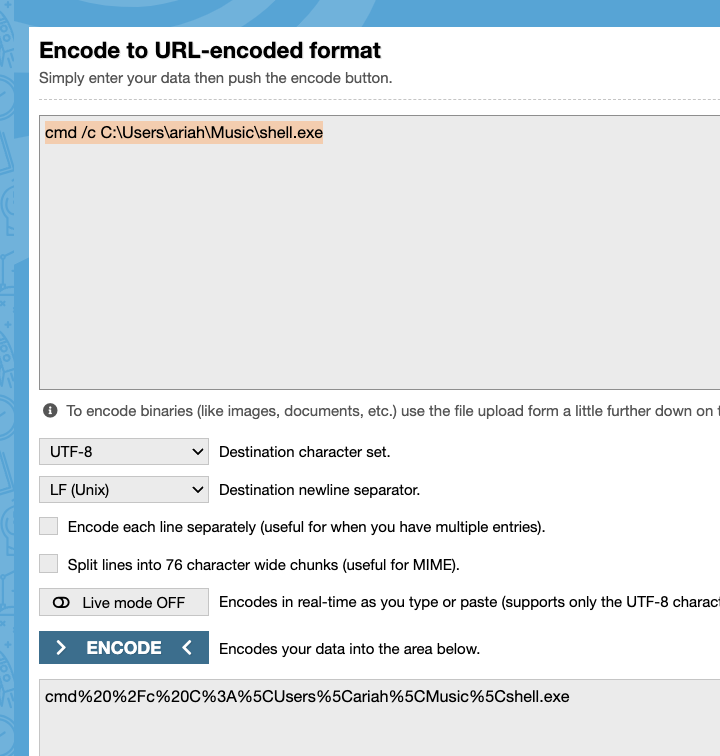 Encode to URL-encoded format
Simply enter your data then push the encode button.
cmd /c C:\Users\ariah\Music\shell.exe
To encode binaries (like images, documents, etc.) use the file upload form a little further down on
UTF-8 Destination character set.
LF (Unix) Destination newline separator.
Encode each line separately (useful for when you have multiple entries).
Split lines into 76 character wide chunks (useful for MIME).
Live mode OFF Encodes in real-time as you type or paste (supports only the UTF-8
> ENCODE < Encodes your data into the area below.
cmd%20%2Fc%20C%3A%5CUsers%5Cariah%5CMusic%5Cshell.exe